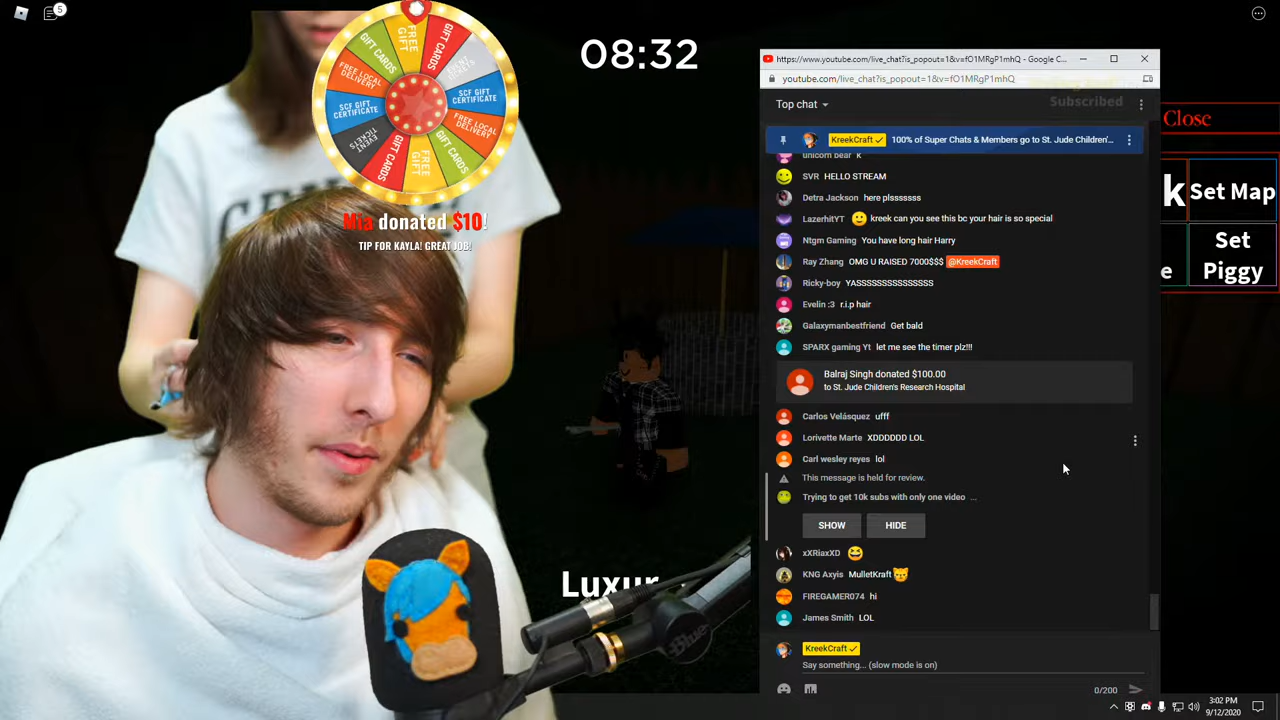 5
FREE GIFT
GIFT CARDS
EVENT TICKETS
SCF GIFT CERTIFICATE
FREE LOCAL DELIVERY
GIFT CARDS
FREE GIFT
GIFT CARDS
EVENT TICKETS
SCF GIFT CERTIFICATE
FREE LOCAL DELIVERY
GIFT CARDS
Mia donated $10!
TIP FOR KAYLA! GREAT JOB!
08:32
https://www.youtube.com/live_chat?is_popout=1&v=fO1MRgP1mhQ - Google C...
youtube.com/live_chat?is_popout=1&v=fO1MRgP1mhQ
Subscribed
Top chat
KreekCraft 100% of Super Chats & Members go to St. Jude Children'...
unicorn bear k
SVR HELLO STREAM
Detra Jackson here plsssssss
LazerhitYT kreek can you see this bc your hair is so special
Ntgm Gaming You have long hair Harry
Ray Zhang OMG U RAISED 7000$$$ @KreekCraft
Ricky-boy YASSSSSSSSSSSSSSS
Evelin :3 r.i.p hair
Galaxymanbestfriend Get bald
SPARX gaming Yt let me see the timer plz!!!
Balraj Singh donated $100.00
to St. Jude Children's Research Hospital
Carlos Velásquez ufff
Lorivette Marte XDDDDDD LOL
Carl wesley reyes lol
This message is held for review.
Trying to get 10k subs with only one video ...
SHOW HIDE
xXRiaxXD
KNG Axyis MulletKraft
FIREGAMER074 hi
James Smith LOL
KreekCraft
Say something... (slow mode is on)
0/200
Close
k
Set Map
e
Set
Piggy
Luxur
Blue
3:02 PM
9/12/2020